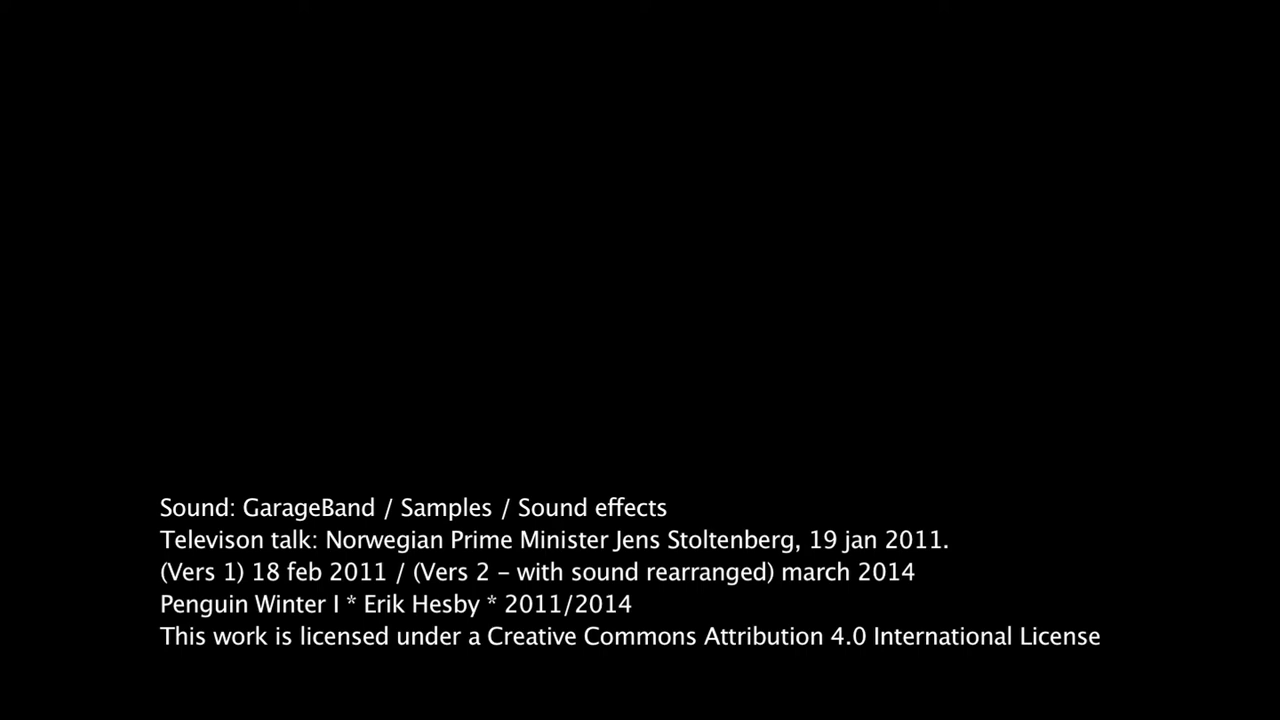 Sound: GarageBand / Samples / Sound effects
Televison talk: Norwegian Prime Minister Jens Stoltenberg, 19 jan 2011.
(Vers 1) 18 feb 2011 / (Vers 2 – with sound rearranged) march 2014
Penguin Winter I * Erik Hesby * 2011/2014
This work is licensed under a Creative Commons Attribution 4.0 International License